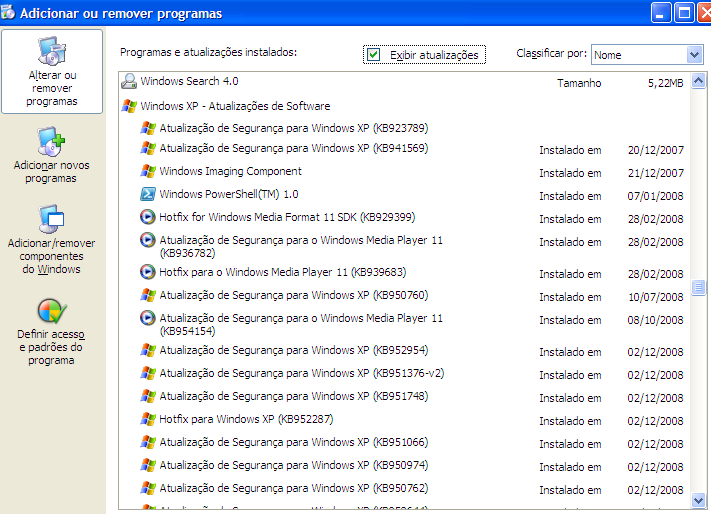 Adicionar ou remover programas
Alterar ou
remover
programas
Adicionar novos
programas
Adicionar/remover
componentes
do Windows
Definir acesso
e padrões do
programa
Programas e atualizações instalados:
Exibir atualizações
Classificar por:
Nome
Windows Search 4.0 Tamanho 5,22MB
Windows XP - Atualizações de Software
Atualização de Segurança para Windows XP (KB923789)
Atualização de Segurança para Windows XP (KB941569) Instalado em 20/12/2007
Windows Imaging Component Instalado em 21/12/2007
Windows PowerShell(TM) 1.0 Instalado em 07/01/2008
Hotfix for Windows Media Format 11 SDK (KB929399) Instalado em 28/02/2008
Atualização de Segurança para o Windows Media Player 11 Instalado em 28/02/2008
(KB936782)
Hotfix para o Windows Media Player 11 (KB939683) Instalado em 28/02/2008
Atualização de Segurança para Windows XP (KB950760) Instalado em 10/07/2008
Atualização de Segurança para o Windows Media Player 11 Instalado em 08/10/2008
(KB954154)
Atualização de Segurança para Windows XP (KB952954) Instalado em 02/12/2008
Atualização de Segurança para Windows XP (KB951376-v2) Instalado em 02/12/2008
Atualização de Segurança para Windows XP (KB951748) Instalado em 02/12/2008
Hotfix para Windows XP (KB952287) Instalado em 02/12/2008
Atualização de Segurança para Windows XP (KB951066) Instalado em 02/12/2008
Atualização de Segurança para Windows XP (KB950974) Instalado em 02/12/2008
Atualização de Segurança para Windows XP (KB950762) Instalado em 02/12/2008